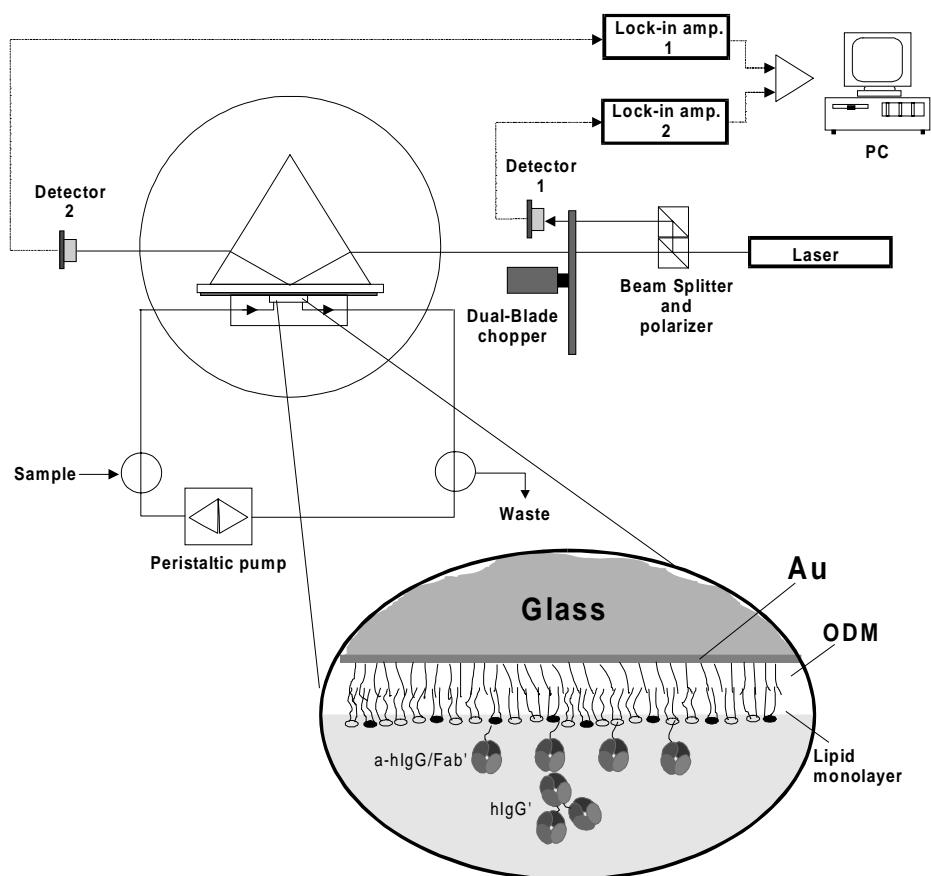 Lock-in amp.
1
Lock-in amp.
2
PC
Detector
1
Detector
2
Laser
Beam Splitter
and
polarizer
Dual-Blade
chopper
Sample
Waste
Peristaltic pump
Glass
Au
ODM
Lipid
monolayer
a-hIgG/Fab'
hIgG'